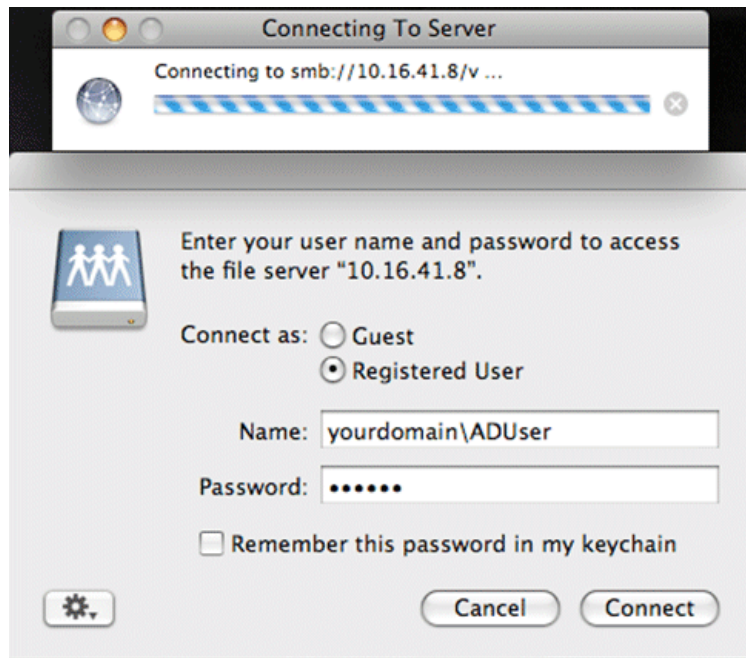 Connecting To Server
Connecting to smb://10.16.41.8/v ...
Enter your user name and password to access
the file server “10.16.41.8”.
Connect as: Guest
Registered User
Name: yourdomain\ADUser
Password: ••••••
Remember this password in my keychain
Cancel Connect